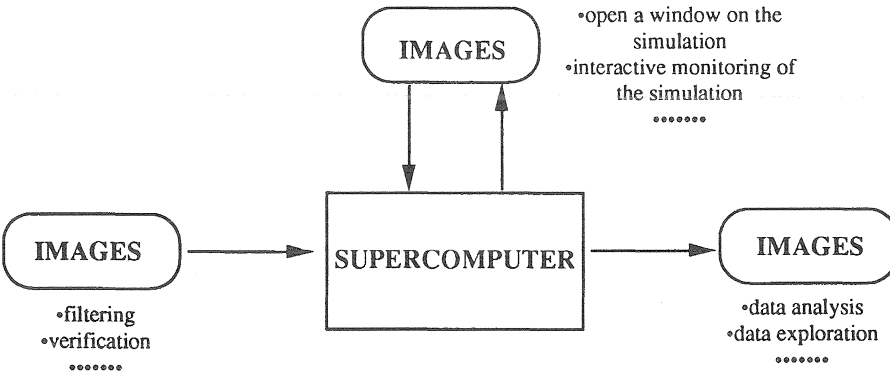 IMAGES
•open a window on the
simulation
•interactive monitoring of
the simulation
•••••••
IMAGES
•filtering
•verification
•••••••
SUPERCOMPUTER
IMAGES
•data analysis
•data exploration
•••••••